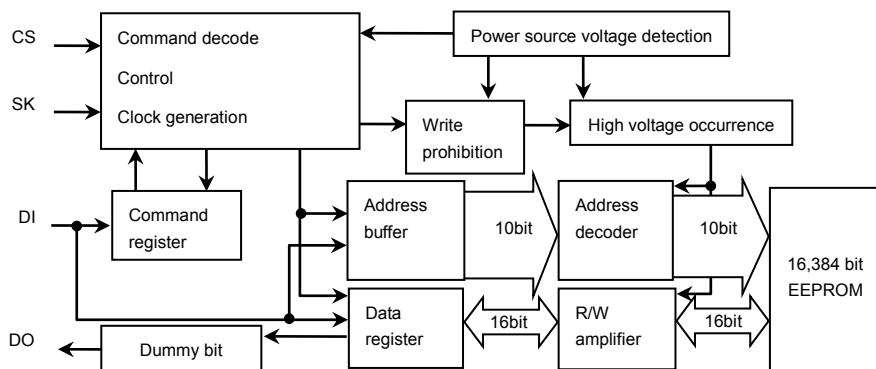 CS
Command decode
Control
Clock generation
Power source voltage detection
SK
Write
prohibition
High voltage occurrence
DI
Command
register
Address
buffer
10bit
Address
decoder
10bit
16,384 bit
EEPROM
Data
register
16bit
R/W
amplifier
16bit
DO
Dummy bit